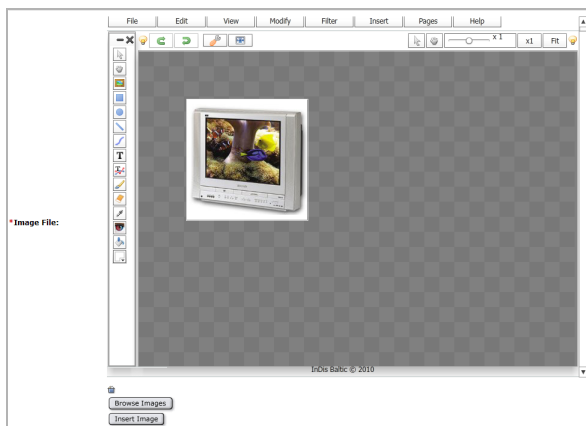 File Edit View Modify Filter Insert Pages Help
x 1 x1 Fit
T
*Image File:
InDis Baltic © 2010
Browse Images
Insert Image